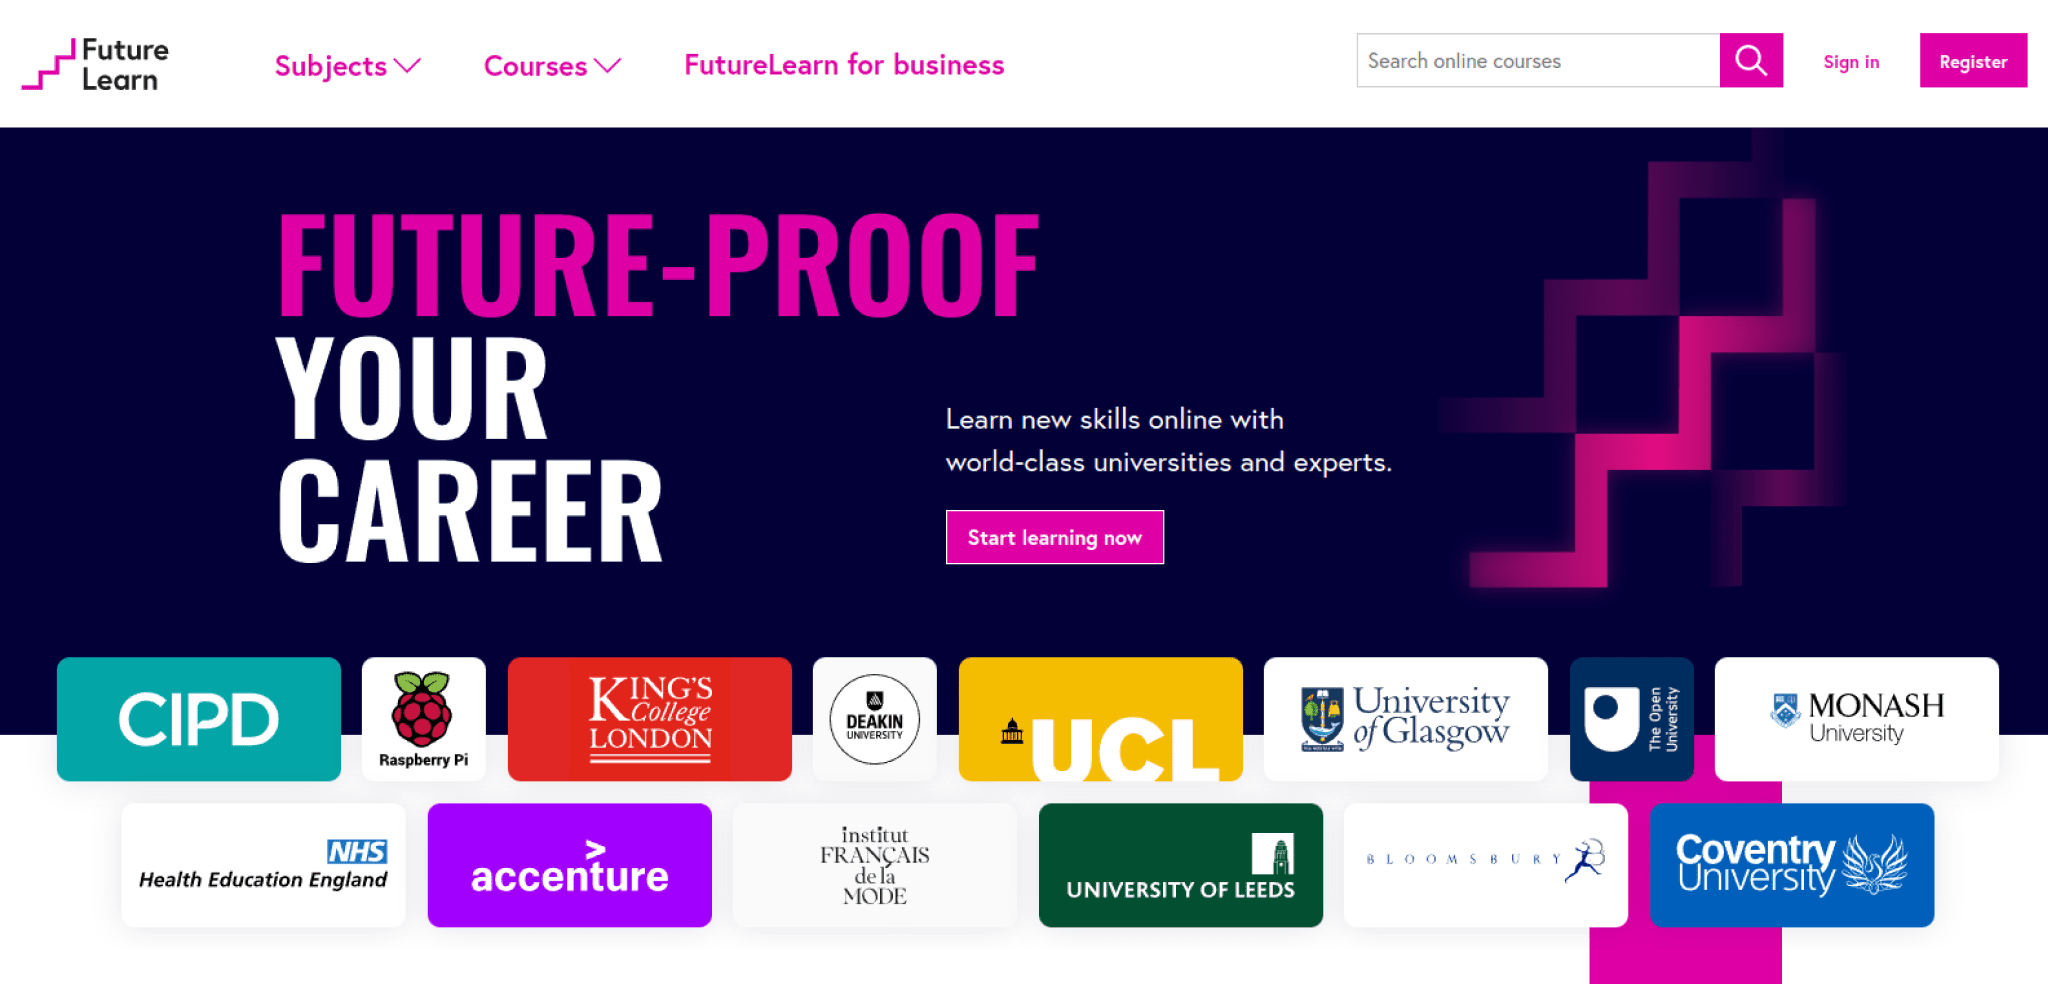 Future
Learn
Subjects
Courses
FutureLearn for business
Search online courses
Sign in
Register
FUTURE-PROOF
YOUR
CAREER
Learn new skills online with
world-class universities and experts.
Start learning now
CIPD
Raspberry Pi
KING'S
College
LONDON
DEAKIN
UNIVERSITY
UCL
University
of Glasgow
The Open
University
MONASH
University
NHS
Health Education England
accenture
institut
FRANÇAIS
de la
MODE
UNIVERSITY OF LEEDS
BLOOMSBURY
Coventry
University